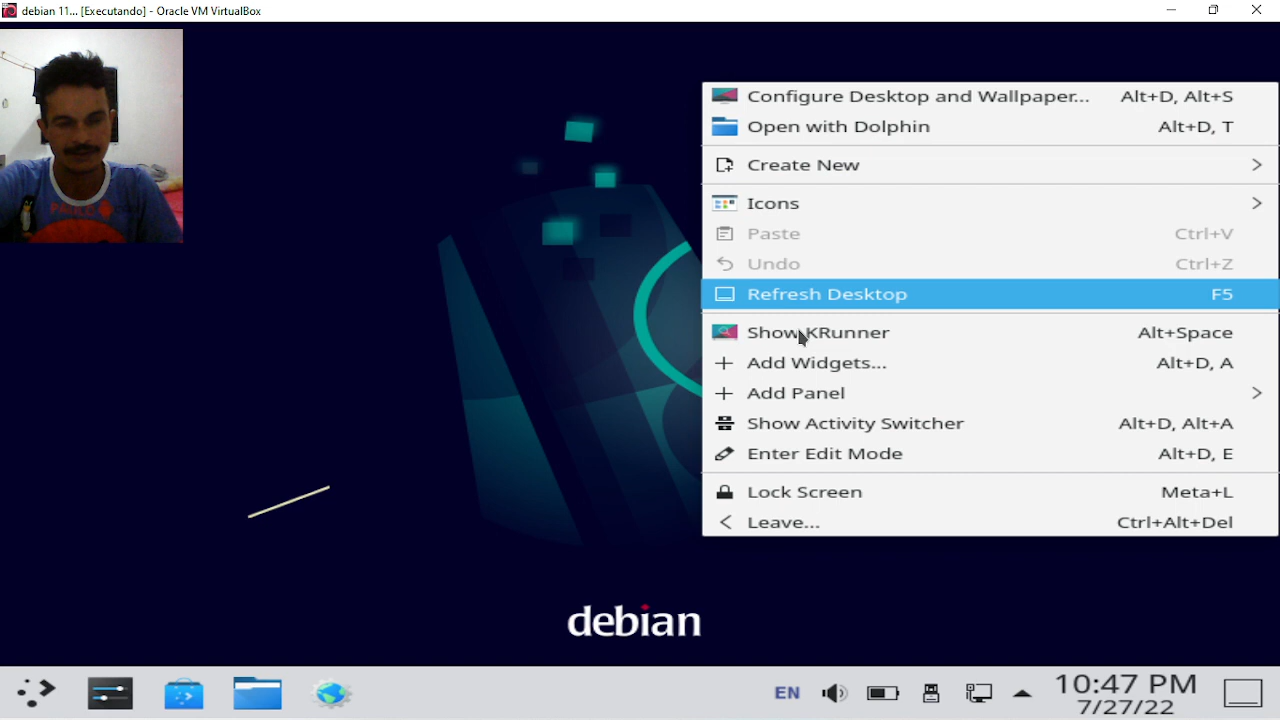 debian 11... [Executando] - Oracle VM VirtualBox
Configure Desktop and Wallpaper... Alt+D, Alt+S
Open with Dolphin Alt+D, T
Create New
Icons
Paste Ctrl+V
Undo Ctrl+Z
Refresh Desktop F5
Show KRunner Alt+Space
Add Widgets... Alt+D, A
Add Panel
Show Activity Switcher Alt+D, Alt+A
Enter Edit Mode Alt+D, E
Lock Screen Meta+L
Leave... Ctrl+Alt+Del
debian
EN
10:47 PM
7/27/22